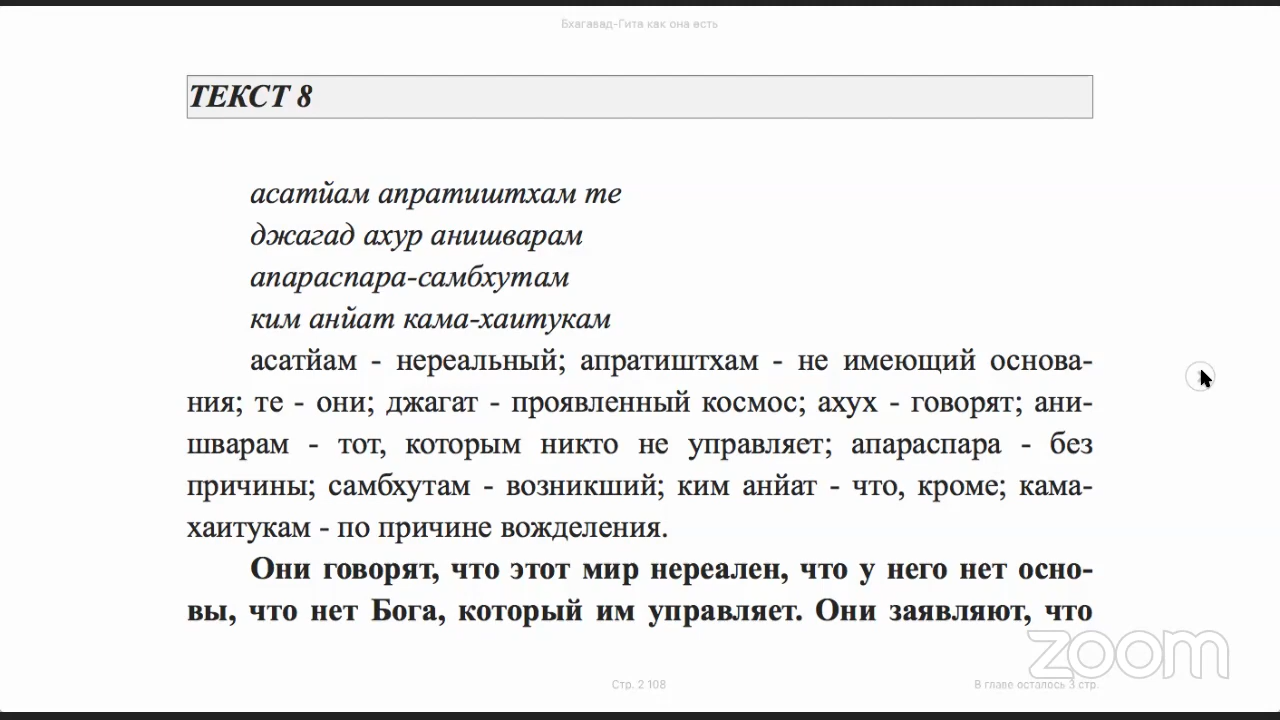 Бхагавад-Гита как она есть
ТЕКСТ 8
асатйам апратиштхам те
джагад ахур анишварам
апараспара-самбхутам
ким анйат кама-хаитукам
асатйам - нереальный; апратиштхам - не имеющий основа-
ния; те - они; джагат - проявленный космос; ахух - говорят; ани-
шварам - тот, которым никто не управляет; апараспара - без
причины; самбхутам - возникший; ким анйат - что, кроме; кама-
хаитукам - по причине вожделения.
Они говорят, что этот мир нереален, что у него нет осно-
вы, что нет Бога, который им управляет. Они заявляют, что
zoom
Стр. 2 108
В главе осталось 3 стр.